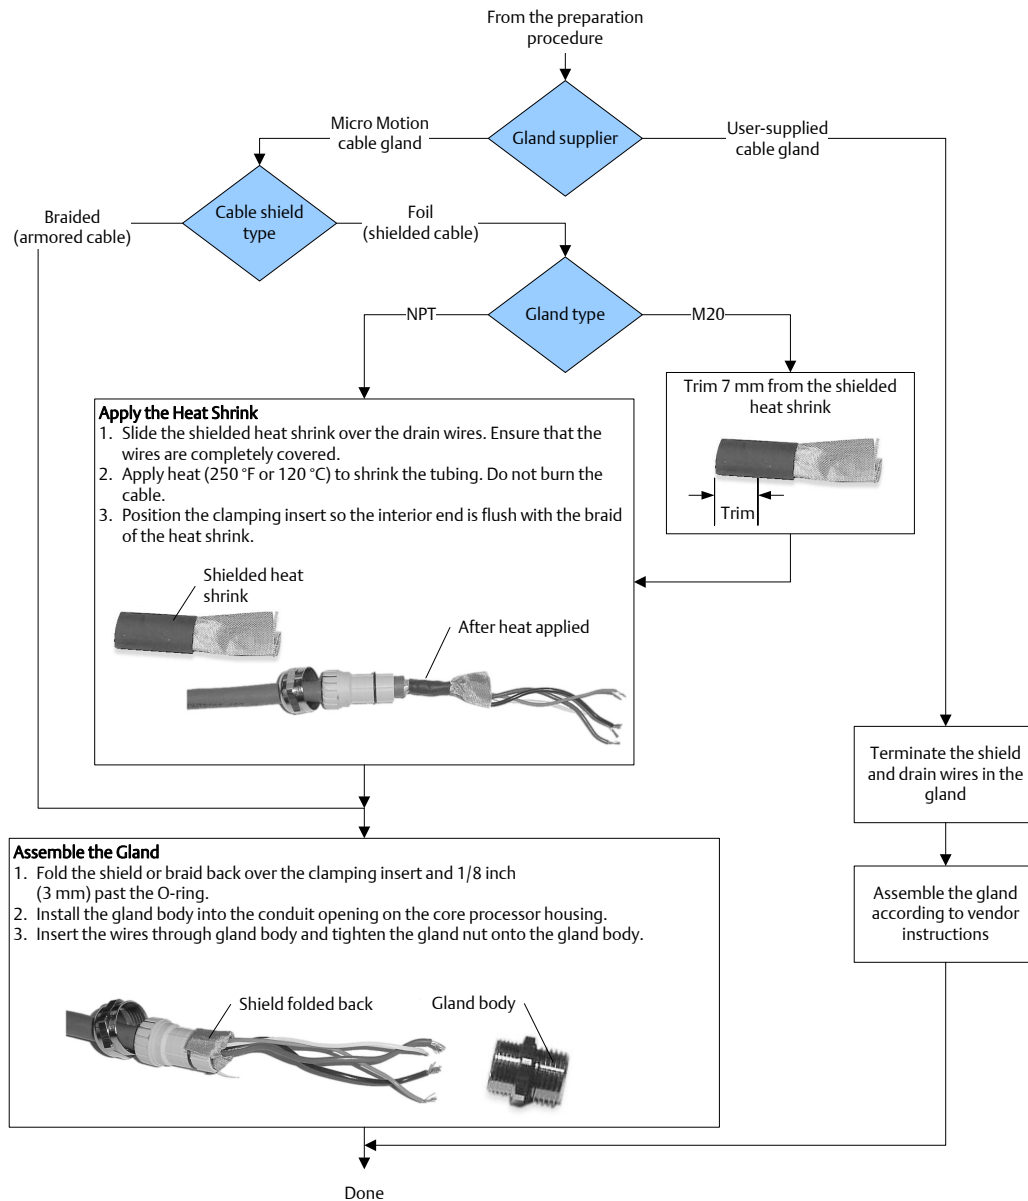 From the preparation
procedure
Gland supplier
Micro Motion
cable gland
User-supplied
cable gland
Cable shield
type
Braided
(armored cable)
Foil
(shielded cable)
Gland type
NPT
M20
Trim 7 mm from the shielded
heat shrink
Trim
Apply the Heat Shrink
1. Slide the shielded heat shrink over the drain wires. Ensure that the
wires are completely covered.
2. Apply heat (250 °F or 120 °C) to shrink the tubing. Do not burn the
cable.
3. Position the clamping insert so the interior end is flush with the braid
of the heat shrink.
Shielded heat
shrink
After heat applied
Terminate the shield
and drain wires in the
gland
Assemble the Gland
1. Fold the shield or braid back over the clamping insert and 1/8 inch
(3 mm) past the O-ring.
2. Install the gland body into the conduit opening on the core processor housing.
3. Insert the wires through gland body and tighten the gland nut onto the gland body.
Shield folded back
Gland body
Assemble the gland
according to vendor
instructions
Done